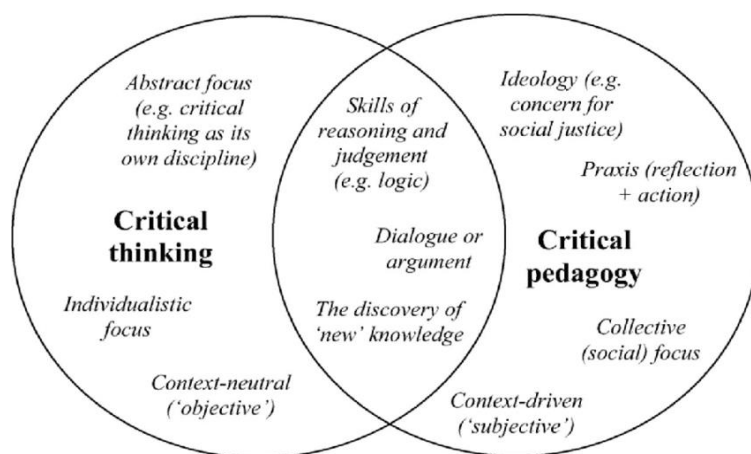 Abstract focus
(e.g. critical
thinking as its
own discipline)
Critical
thinking
Individualistic
focus
Context-neutral
(‘objective’)
Skills of
reasoning and
judgement
(e.g. logic)
Dialogue or
argument
The discovery of
‘new’ knowledge
Ideology (e.g.
concern for
social justice)
Praxis (reflection
+ action)
Critical
pedagogy
Collective
(social) focus
Context-driven
(‘subjective’)